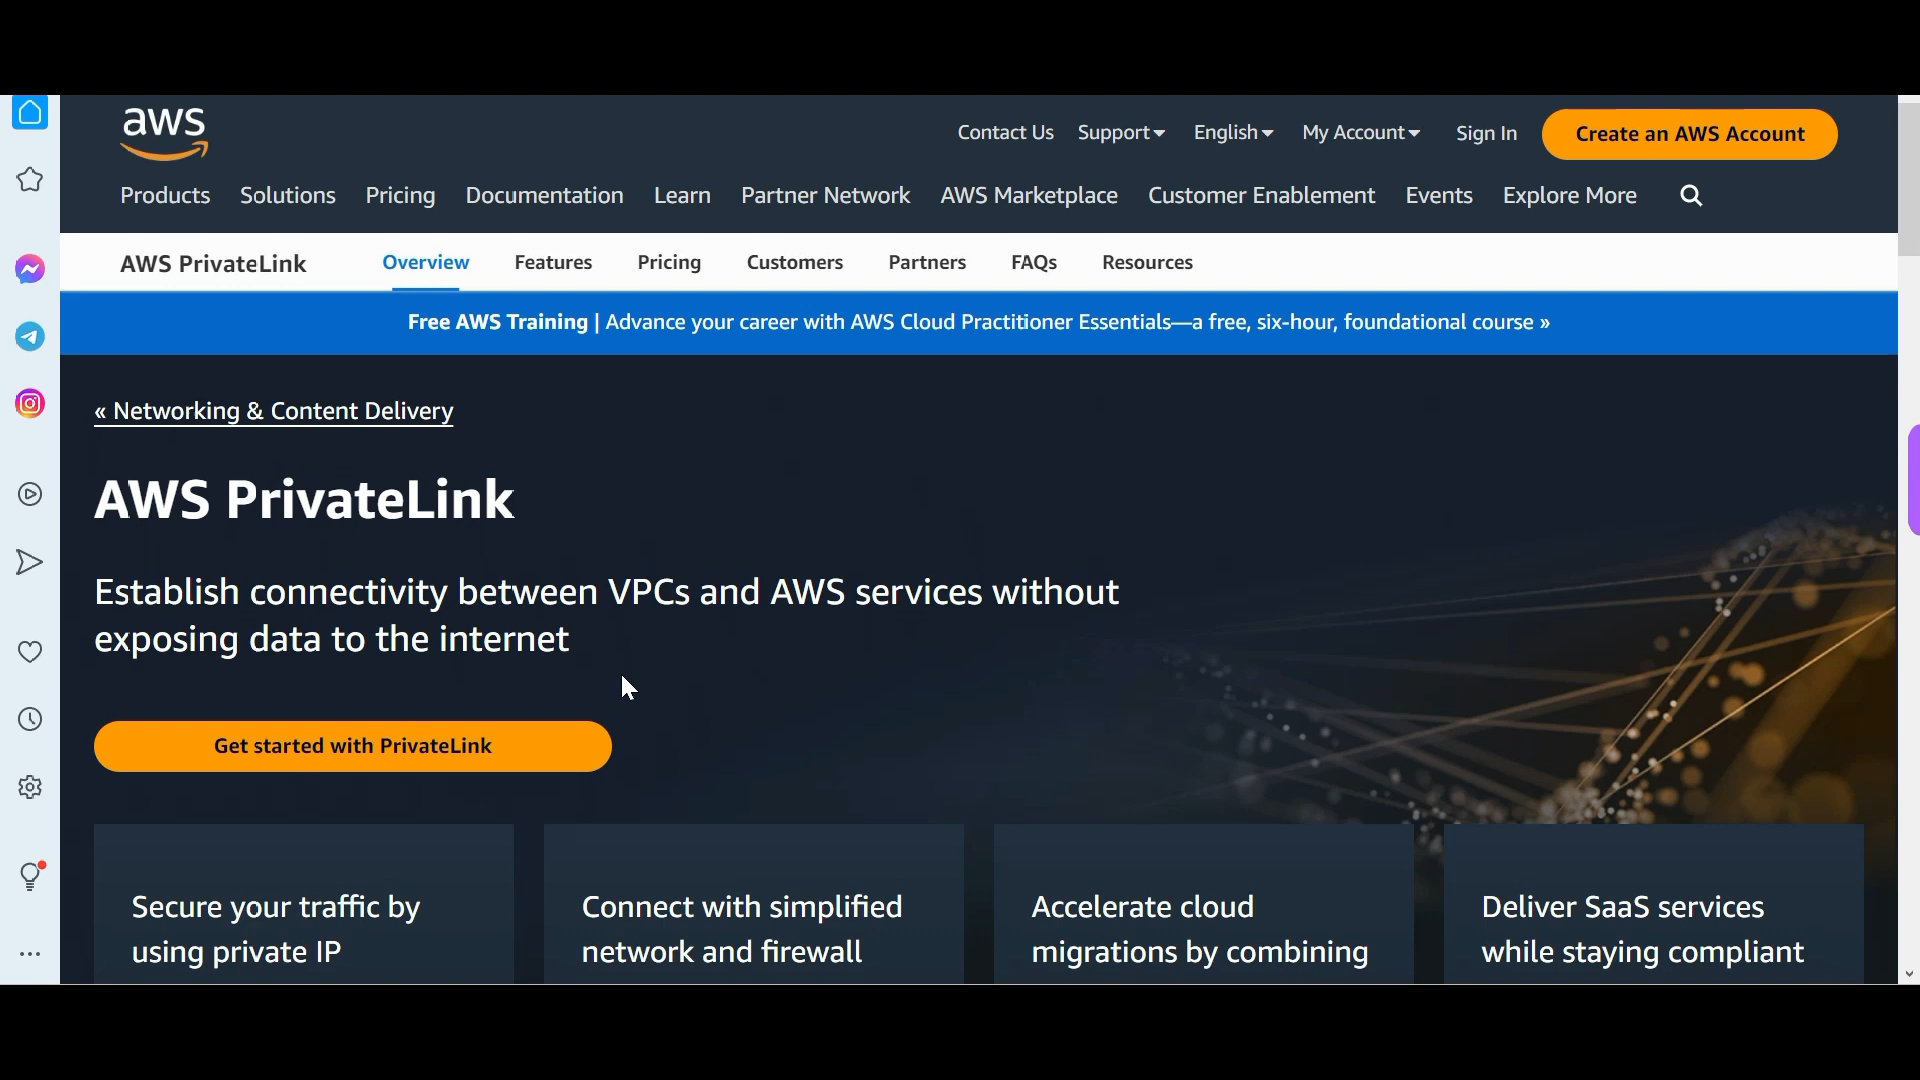 aws
Contact Us Support English My Account Sign In Create an AWS Account
Products Solutions Pricing Documentation Learn Partner Network AWS Marketplace Customer Enablement Events Explore More
AWS PrivateLink Overview Features Pricing Customers Partners FAQs Resources
Free AWS Training | Advance your career with AWS Cloud Practitioner Essentials—a free, six-hour, foundational course »
« Networking & Content Delivery
AWS PrivateLink
Establish connectivity between VPCs and AWS services without
exposing data to the internet
Get started with PrivateLink
Secure your traffic by
using private IP
Connect with simplified
network and firewall
Accelerate cloud
migrations by combining
Deliver SaaS services
while staying compliant